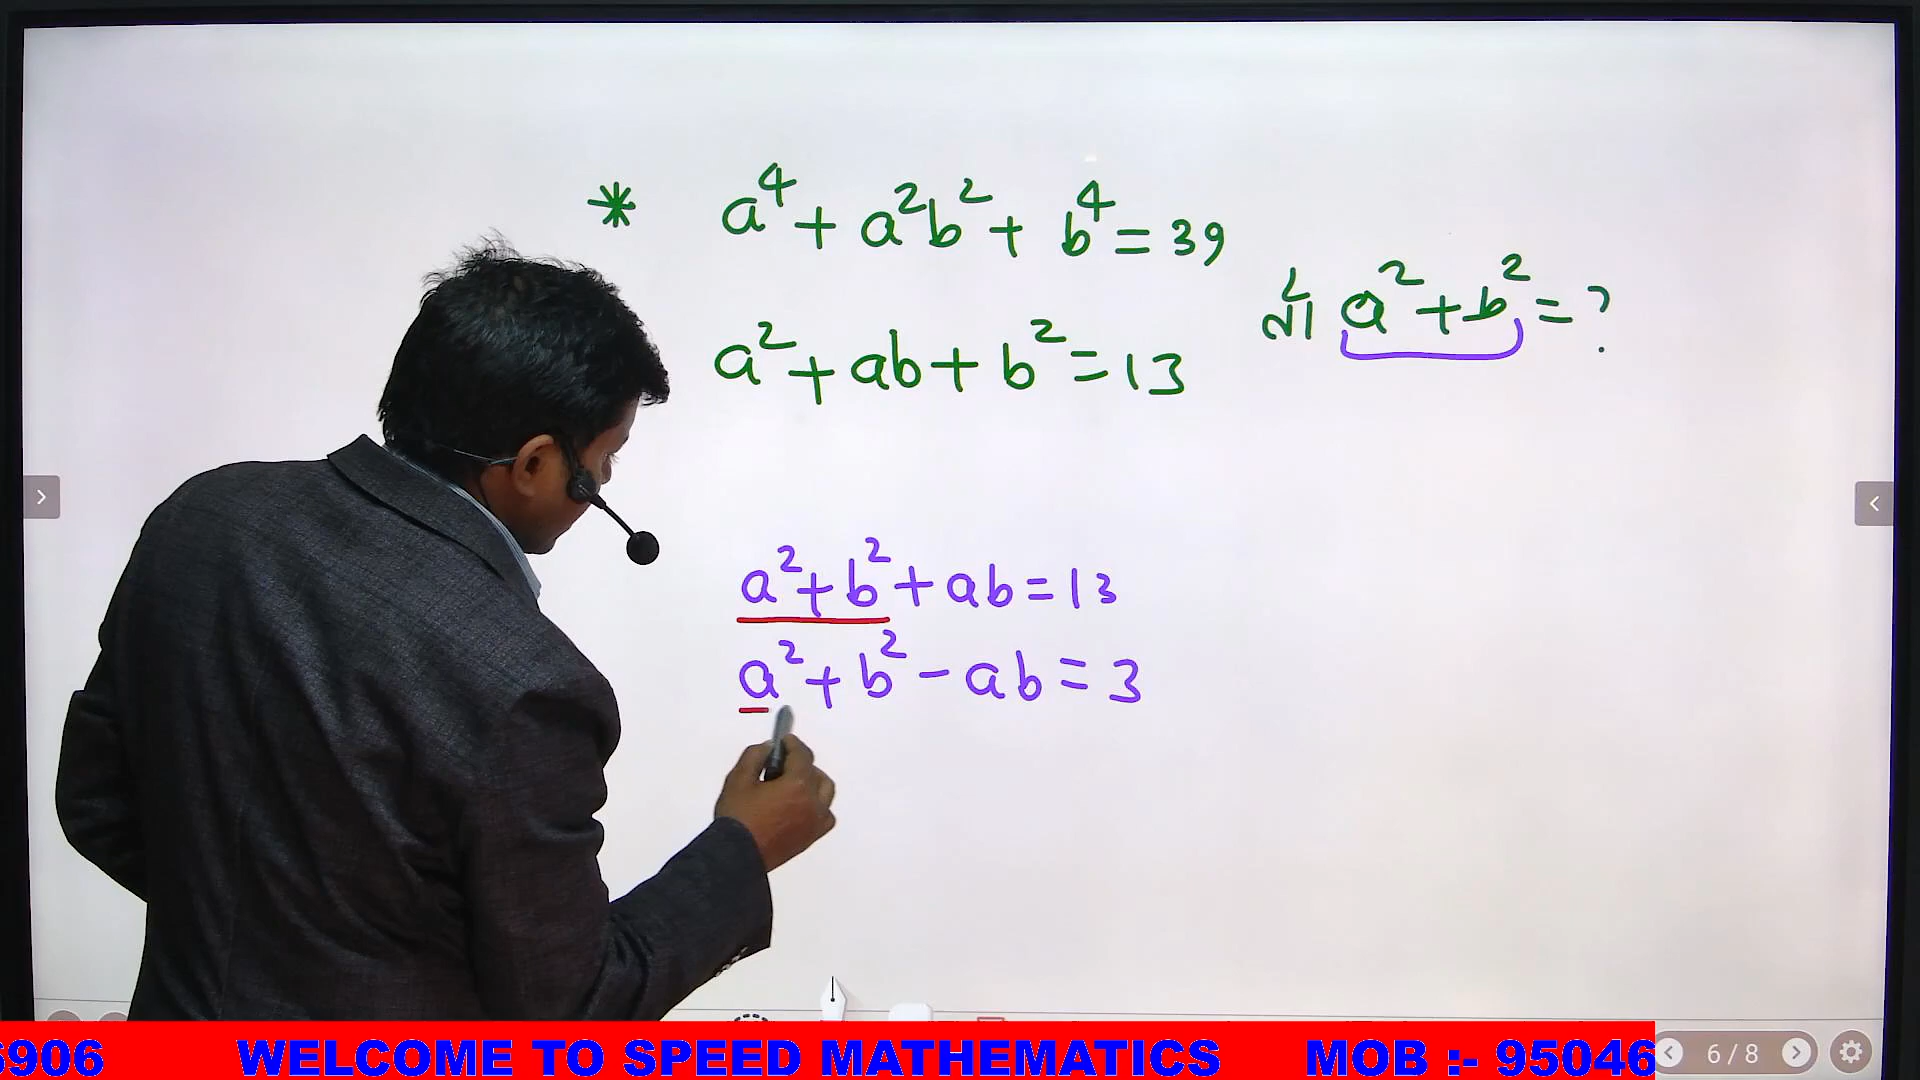 * a⁴ + a²b² + b⁴ = 39
a² + ab + b² = 13
a² + b² = ?
a² + b² + ab = 13
a² + b² - ab = 3
6906 WELCOME TO SPEED MATHEMATICS MOB :- 95046
6 / 8